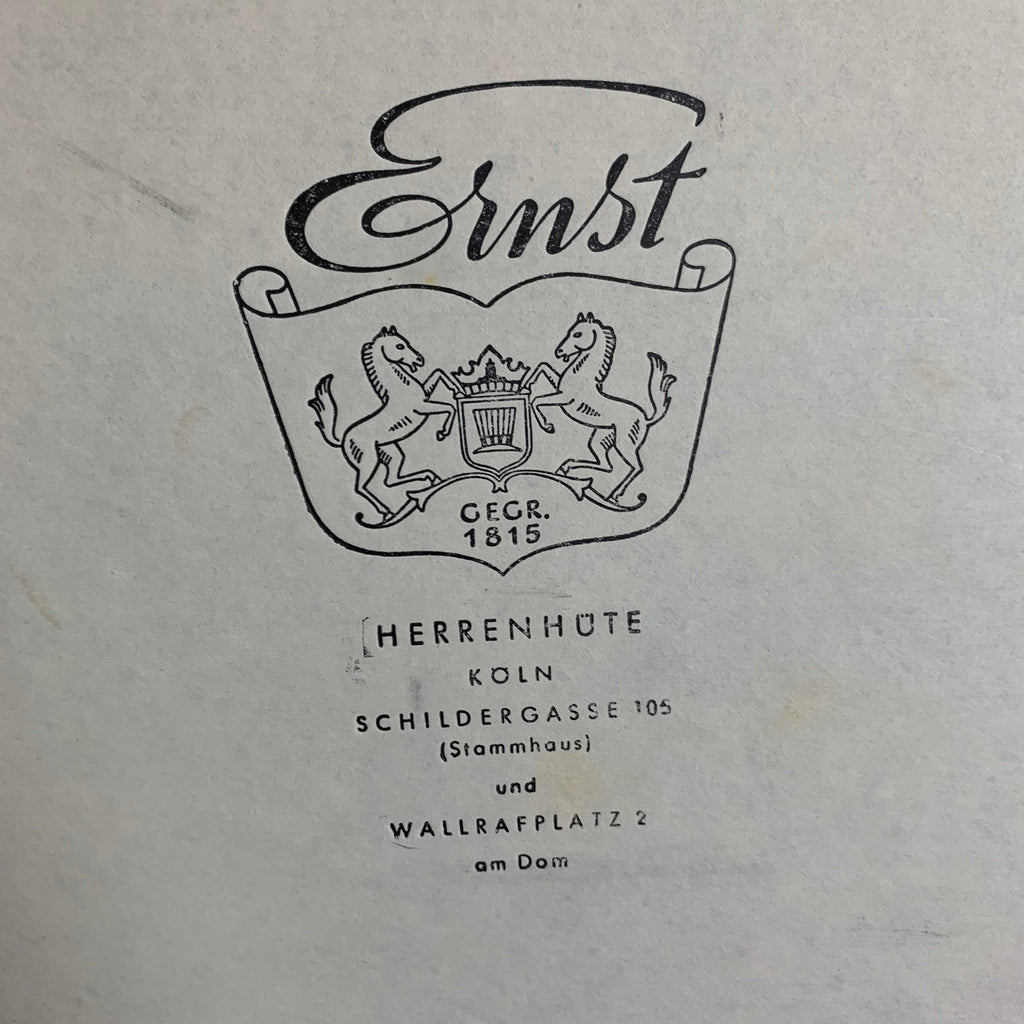 Ernst
GEGR.
1815
HERRENHÜTE
KÖLN
SCHILDERGASSE 105
(Stammhaus)
und
WALLRAFPLATZ 2
am Dom